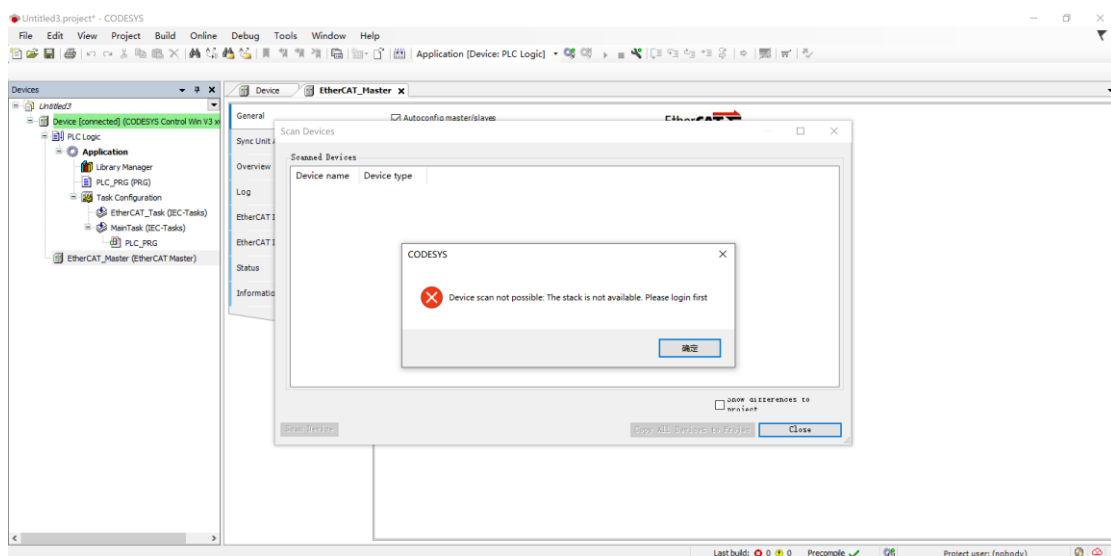 Untitled3.project* - CODESYS
File Edit View Project Build Online Debug Tools Window Help
Application [Device: PLC Logic]
Devices
Device
EtherCAT_Master
Untitled3
Device [connected] (CODESYS Control Win V3
PLC Logic
Application
Library Manager
PLC_PRG (PRG)
Task Configuration
EtherCAT_Task (IEC-Tasks)
MainTask (IEC-Tasks)
PLC_PRG
EtherCAT_Master (EtherCAT Master)
General
Sync Unit
Overview
Log
EtherCAT
EtherCAT
Status
Autoconfig master/slaves
EtherCAT
Scan Devices
Scanned Devices
Device name Device type
CODESYS
Device scan not possible: The stack is not available. Please login first
确定
Show differences to
project
Scan Device
Copy All Devices to Project
Close
Last build: 0 0 Precompile
Project user: (nobody)